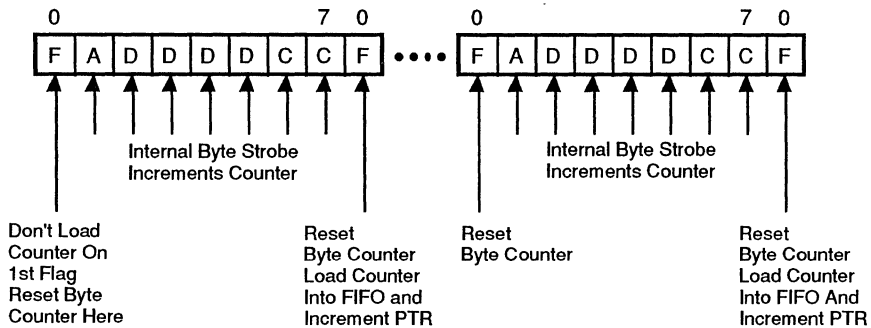 0 7 0 0 7 0
F A D D D D C C F •••• F A D D D D C C F
Internal Byte Strobe
Increments Counter
Internal Byte Strobe
Increments Counter
Don't Load
Counter On
1st Flag
Reset Byte
Counter Here
Reset
Byte Counter
Load Counter
Into FIFO and
Increment PTR
Reset
Byte Counter
Reset
Byte Counter
Load Counter
Into FIFO And
Increment PTR